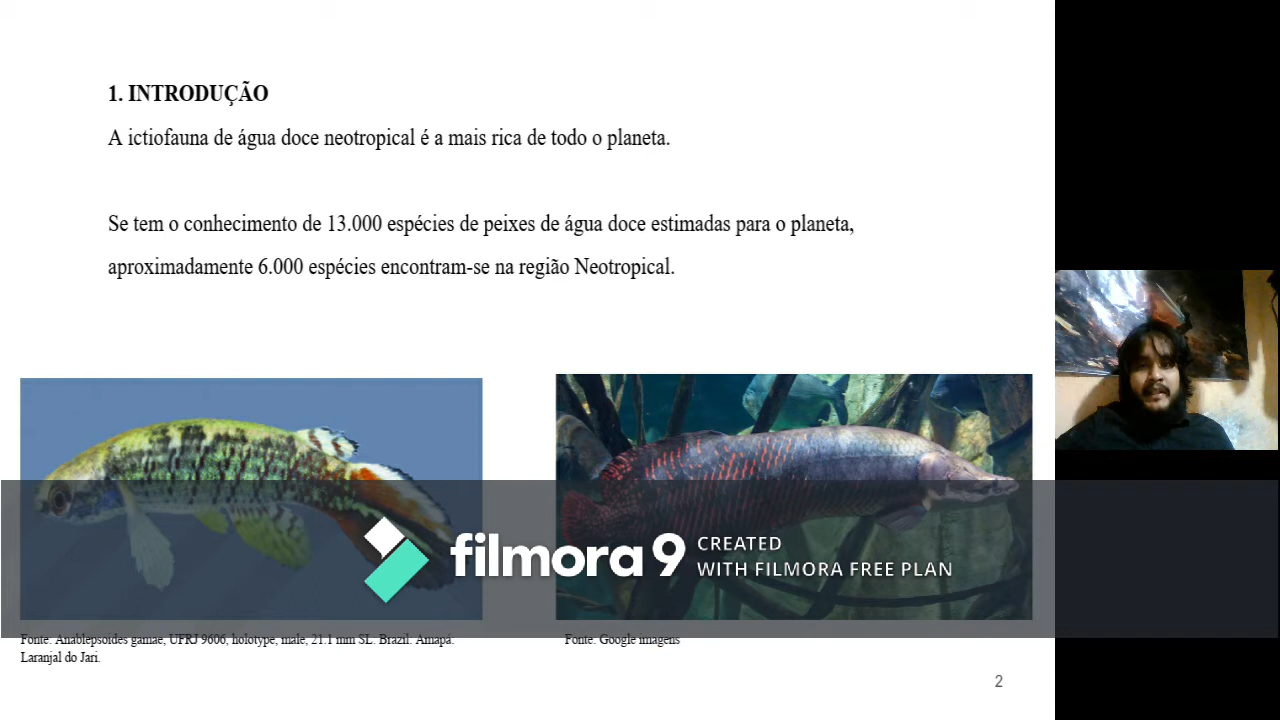 1. INTRODUÇÃO
A ictiofauna de água doce neotropical é a mais rica de todo o planeta.
Se tem o conhecimento de 13.000 espécies de peixes de água doce estimadas para o planeta,
aproximadamente 6.000 espécies encontram-se na região Neotropical.
filmora 9
CREATED
WITH FILMORA FREE PLAN
Fonte: Anablepsoides gamae, UFRJ 9606, holotype, male, 21.1 mm SL. Brazil: Amapá:
Laranjal do Jari.
Fonte: Google imagens
2